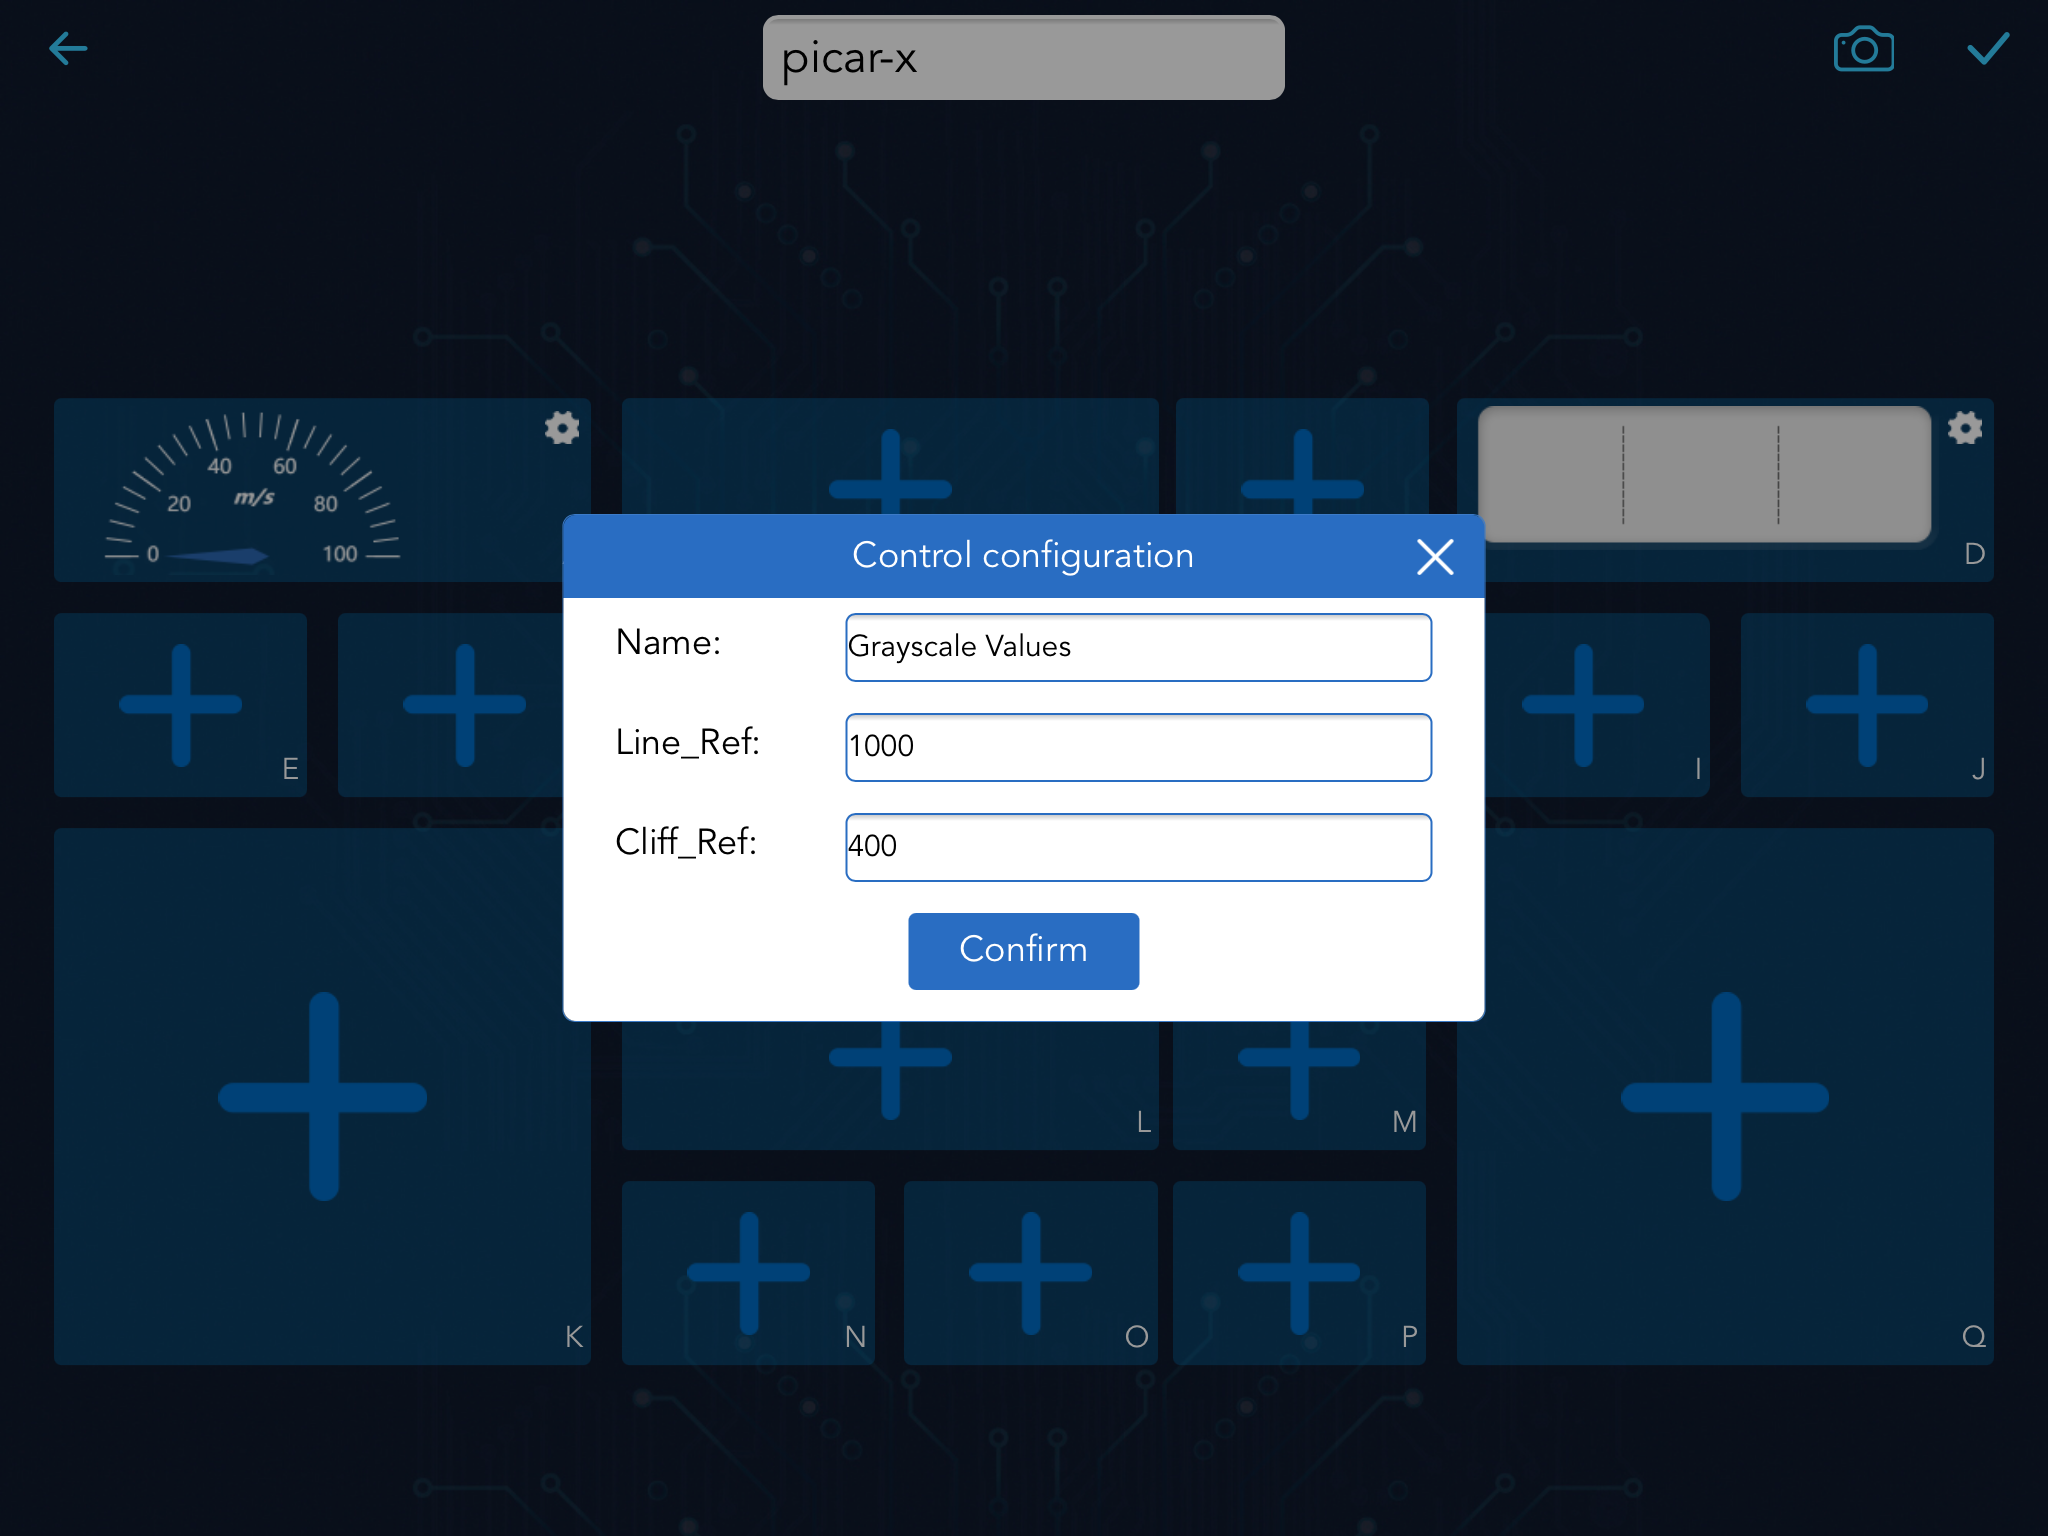 picar-x
40 60
20 m/s 80
0 100
D
Control configuration
Name: Grayscale Values
Line_Ref: 1000
Cliff_Ref: 400
Confirm
E
I
J
L
M
K
N
O
P
Q